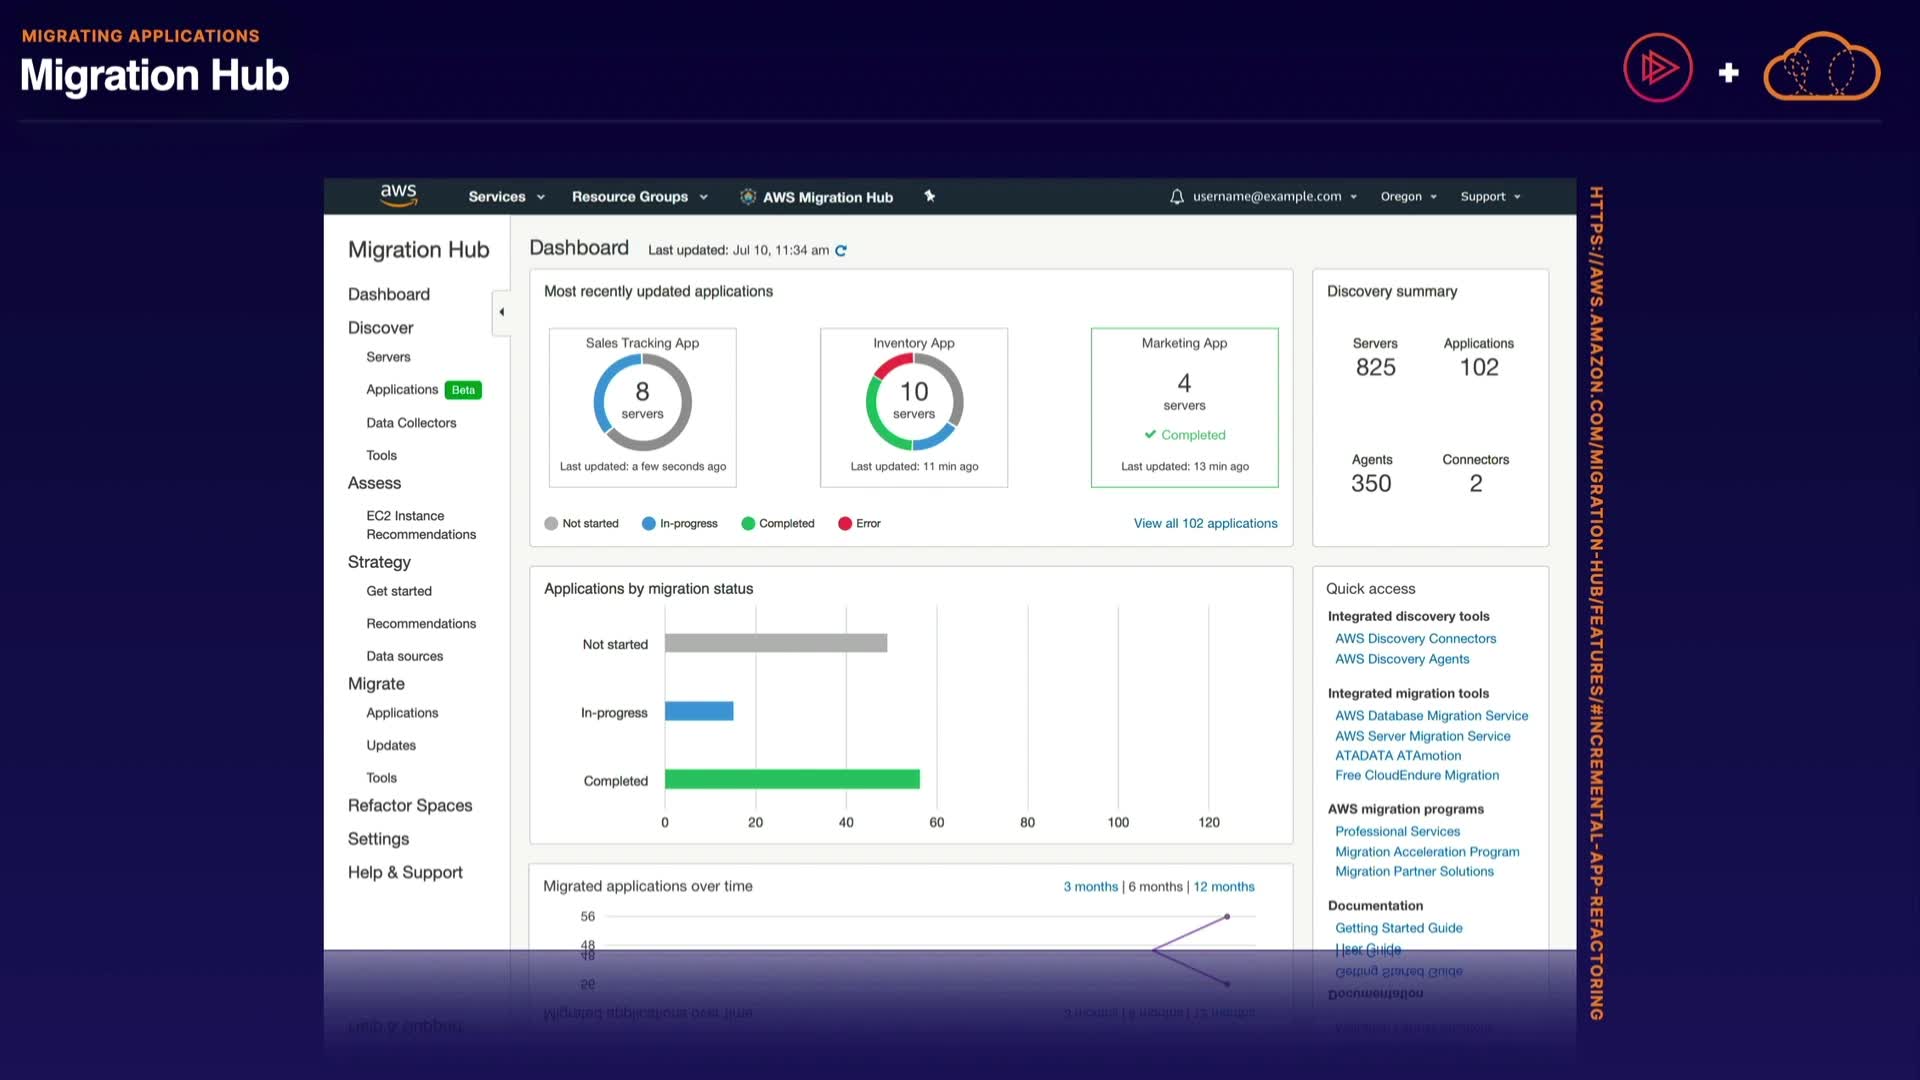 MIGRATING APPLICATIONS
Migration Hub
aws
Services
Resource Groups
AWS Migration Hub
username@example.com
Oregon
Support
Migration Hub
Dashboard
Discover
Servers
Applications Beta
Data Collectors
Tools
Assess
EC2 Instance
Recommendations
Strategy
Get started
Recommendations
Data sources
Migrate
Applications
Updates
Tools
Refactor Spaces
Settings
Help & Support
Dashboard Last updated: Jul 10, 11:34 am
Most recently updated applications
Sales Tracking App
8
servers
Last updated: a few seconds ago
Inventory App
10
servers
Last updated: 11 min ago
Marketing App
4
servers
Completed
Last updated: 13 min ago
Not started
In-progress
Completed
Error
View all 102 applications
Discovery summary
Servers
825
Applications
102
Agents
350
Connectors
2
Applications by migration status
Not started
In-progress
Completed
0 20 40 60 80 100 120
Migrated applications over time
3 months | 6 months | 12 months
56
48
Quick access
Integrated discovery tools
AWS Discovery Connectors
AWS Discovery Agents
Integrated migration tools
AWS Database Migration Service
AWS Server Migration Service
ATADATA ATAmotion
Free CloudEndure Migration
AWS migration programs
Professional Services
Migration Acceleration Program
Migration Partner Solutions
Documentation
Getting Started Guide
User Guide
HTTPS://AWS.AMAZON.COM/MIGRATION-HUB/FEATURES/#INCREMENTAL-APP-REFACTORING